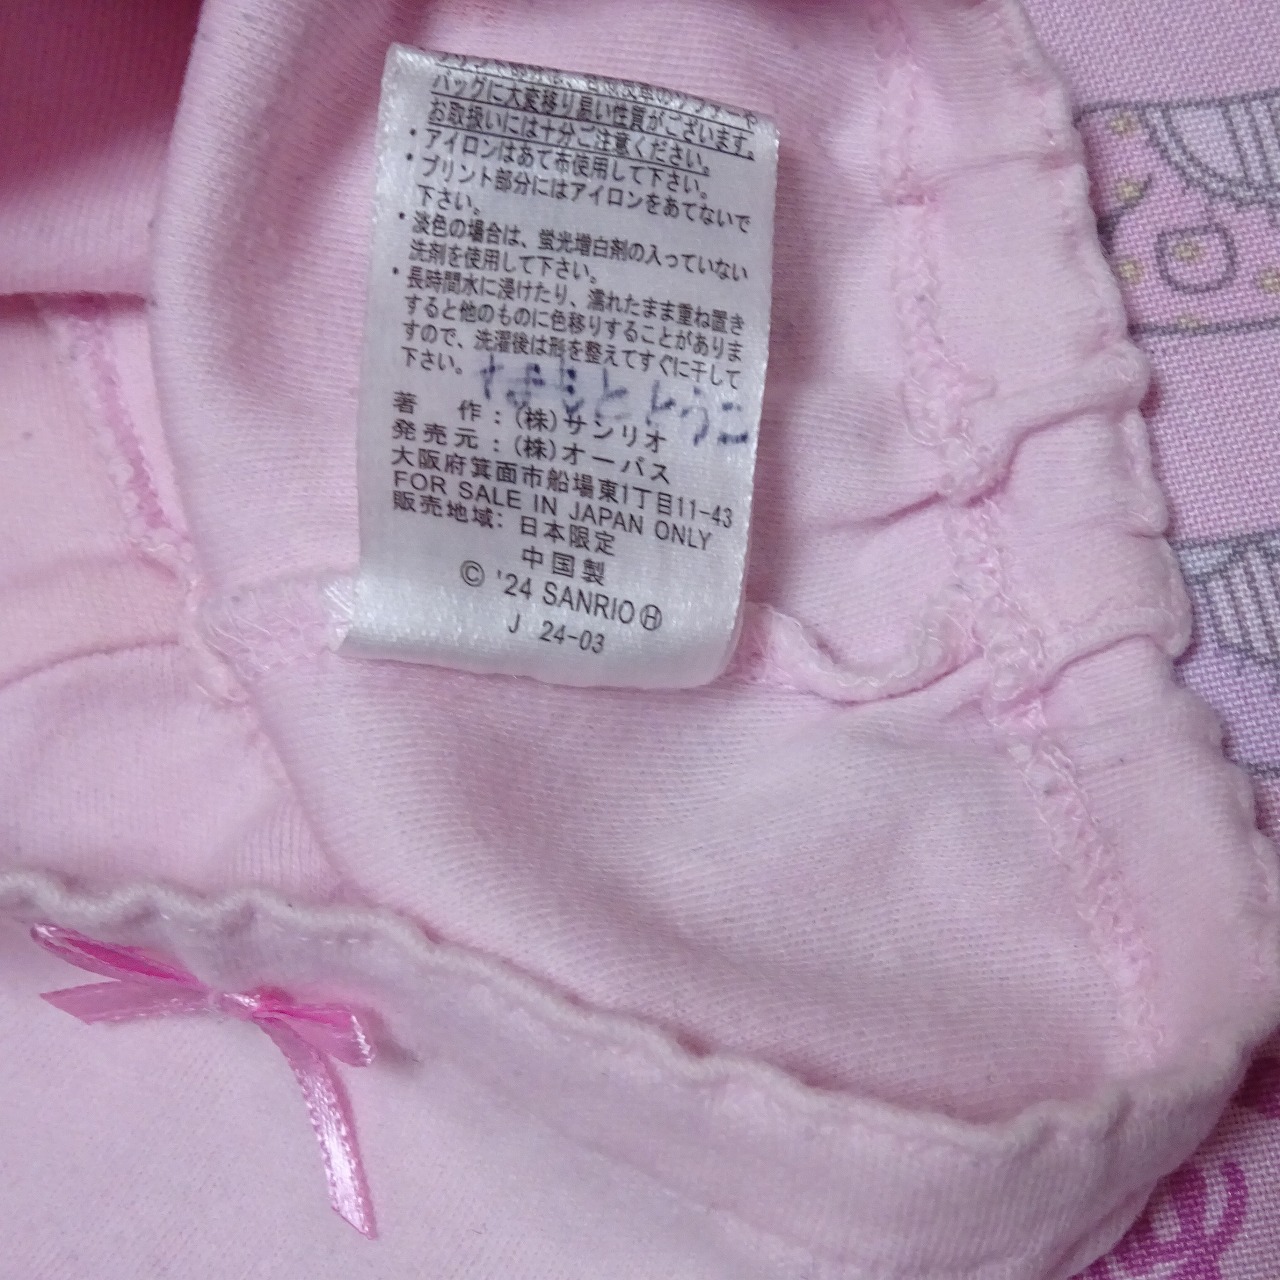 バッグに大変移り易い性質がございます。
お取扱いには十分ご注意ください。
・アイロンはあて布使用して下さい。
・プリント部分にはアイロンをあてないで
下さい。
・淡色の場合は、蛍光増白剤の入っていない
洗剤を使用して下さい。
・長時間水に浸けたり、濡れたまま重ね置き
すると他のものに色移りすることがありま
すので、洗濯後は形を整えてすぐに干して
下さい。
著　作：(株)サンリオ
発売元：(株)オーパス
大阪府箕面市船場東1丁目11-43
FOR SALE IN JAPAN ONLY
販売地域：日本限定
中国製
© '24 SANRIO Ⓗ
J 24-03